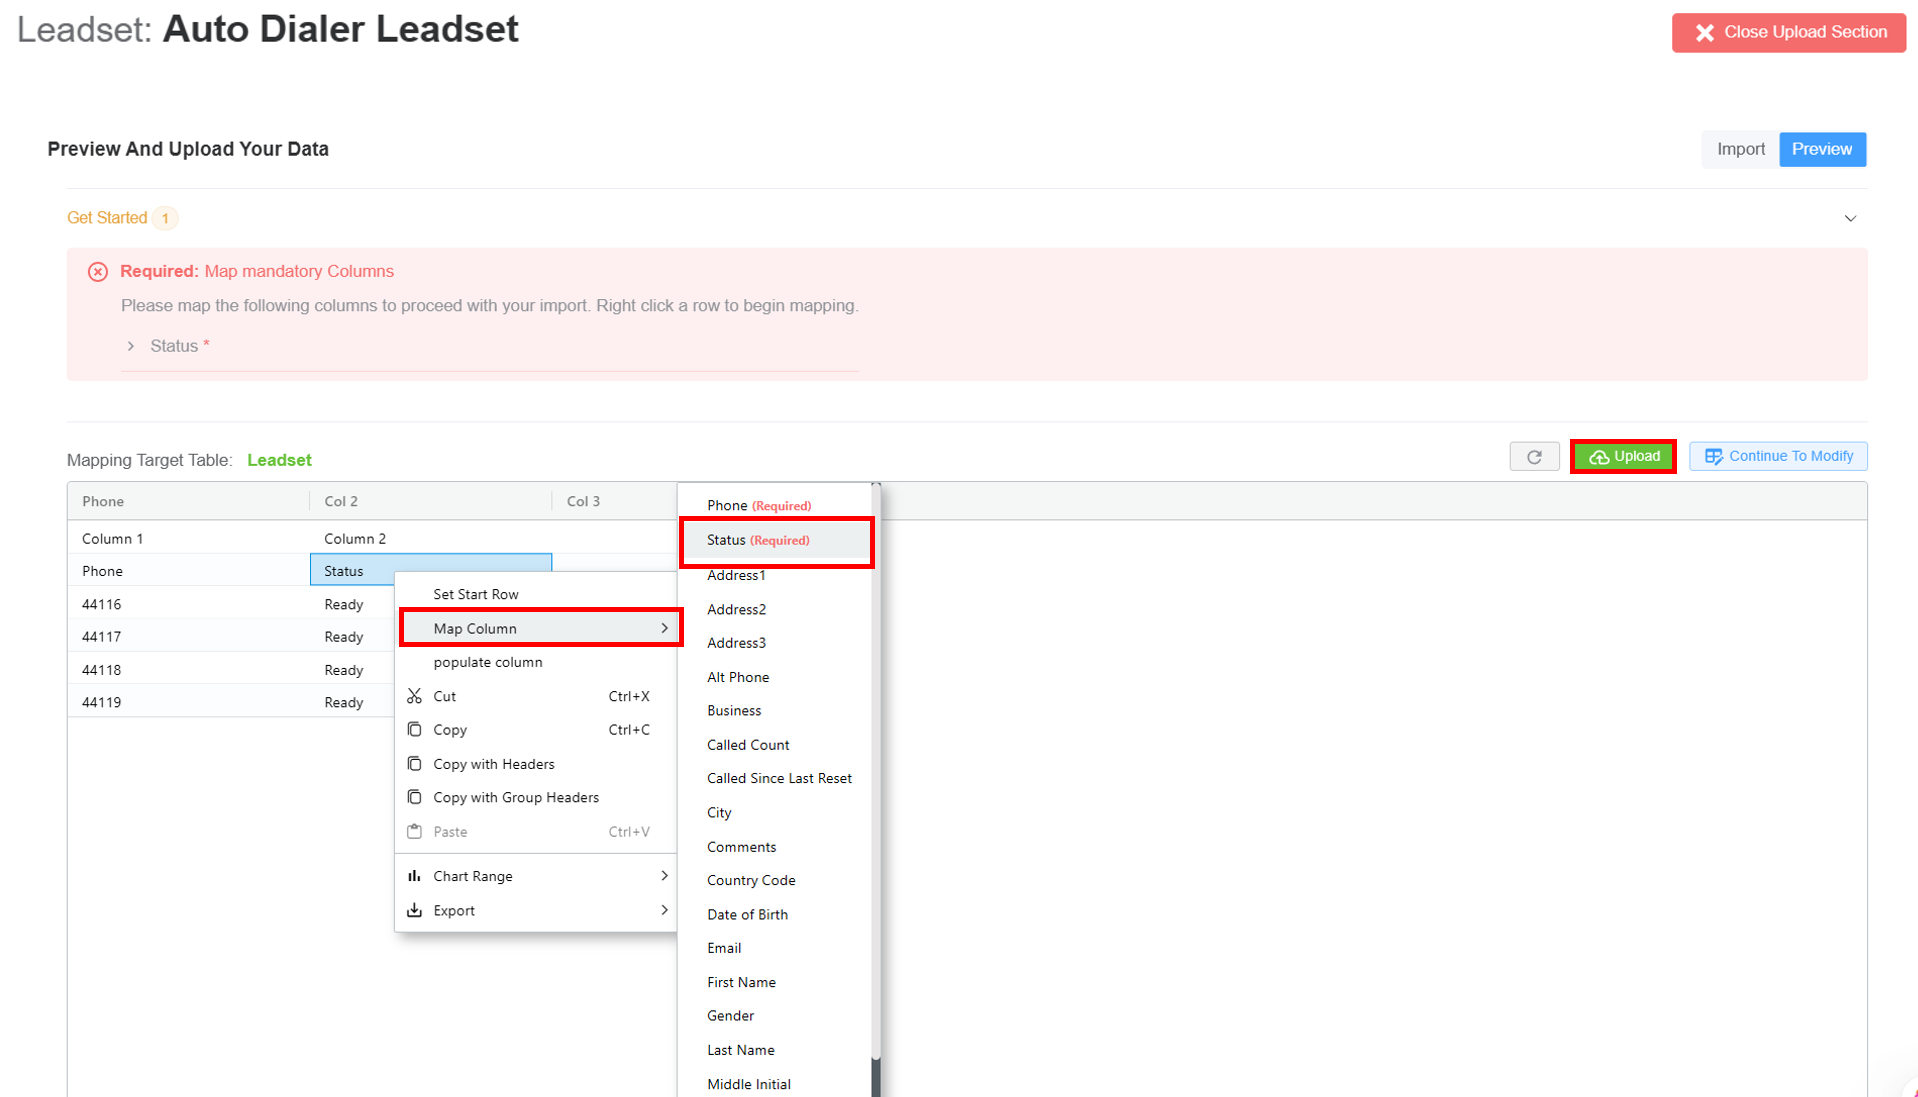 Leadset: Auto Dialer Leadset
Close Upload Section
Preview And Upload Your Data
Import
Preview
Get Started 1
Required: Map mandatory Columns
Please map the following columns to proceed with your import. Right click a row to begin mapping.
Status *
Mapping Target Table: Leadset
Upload
Continue To Modify
Phone Col 2 Col 3
Column 1 Column 2
Phone Status
44116 Ready
44117 Ready
44118 Ready
44119 Ready
Set Start Row
Map Column
populate column
Cut Ctrl+X
Copy Ctrl+C
Copy with Headers
Copy with Group Headers
Paste Ctrl+V
Chart Range
Export
Phone (Required)
Status (Required)
Address1
Address2
Address3
Alt Phone
Business
Called Count
Called Since Last Reset
City
Comments
Country Code
Date of Birth
Email
First Name
Gender
Last Name
Middle Initial